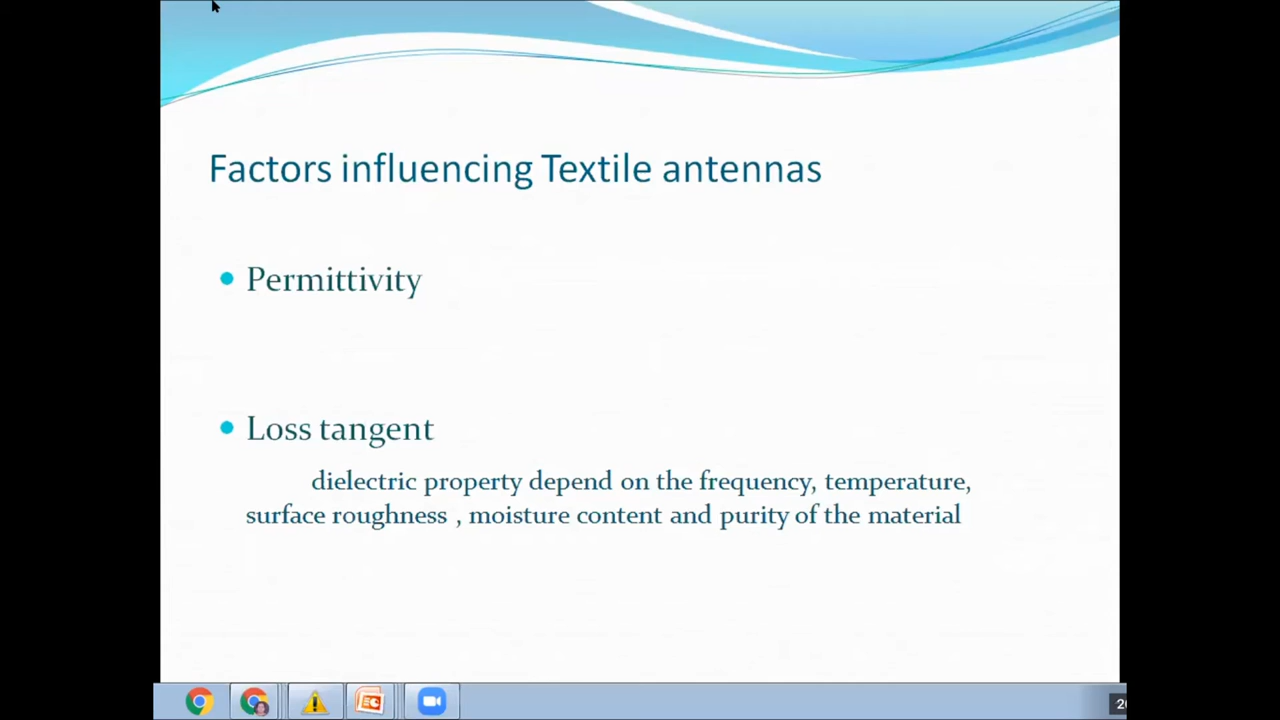 Factors influencing Textile antennas
• Permittivity
• Loss tangent
dielectric property depend on the frequency, temperature,
surface roughness , moisture content and purity of the material